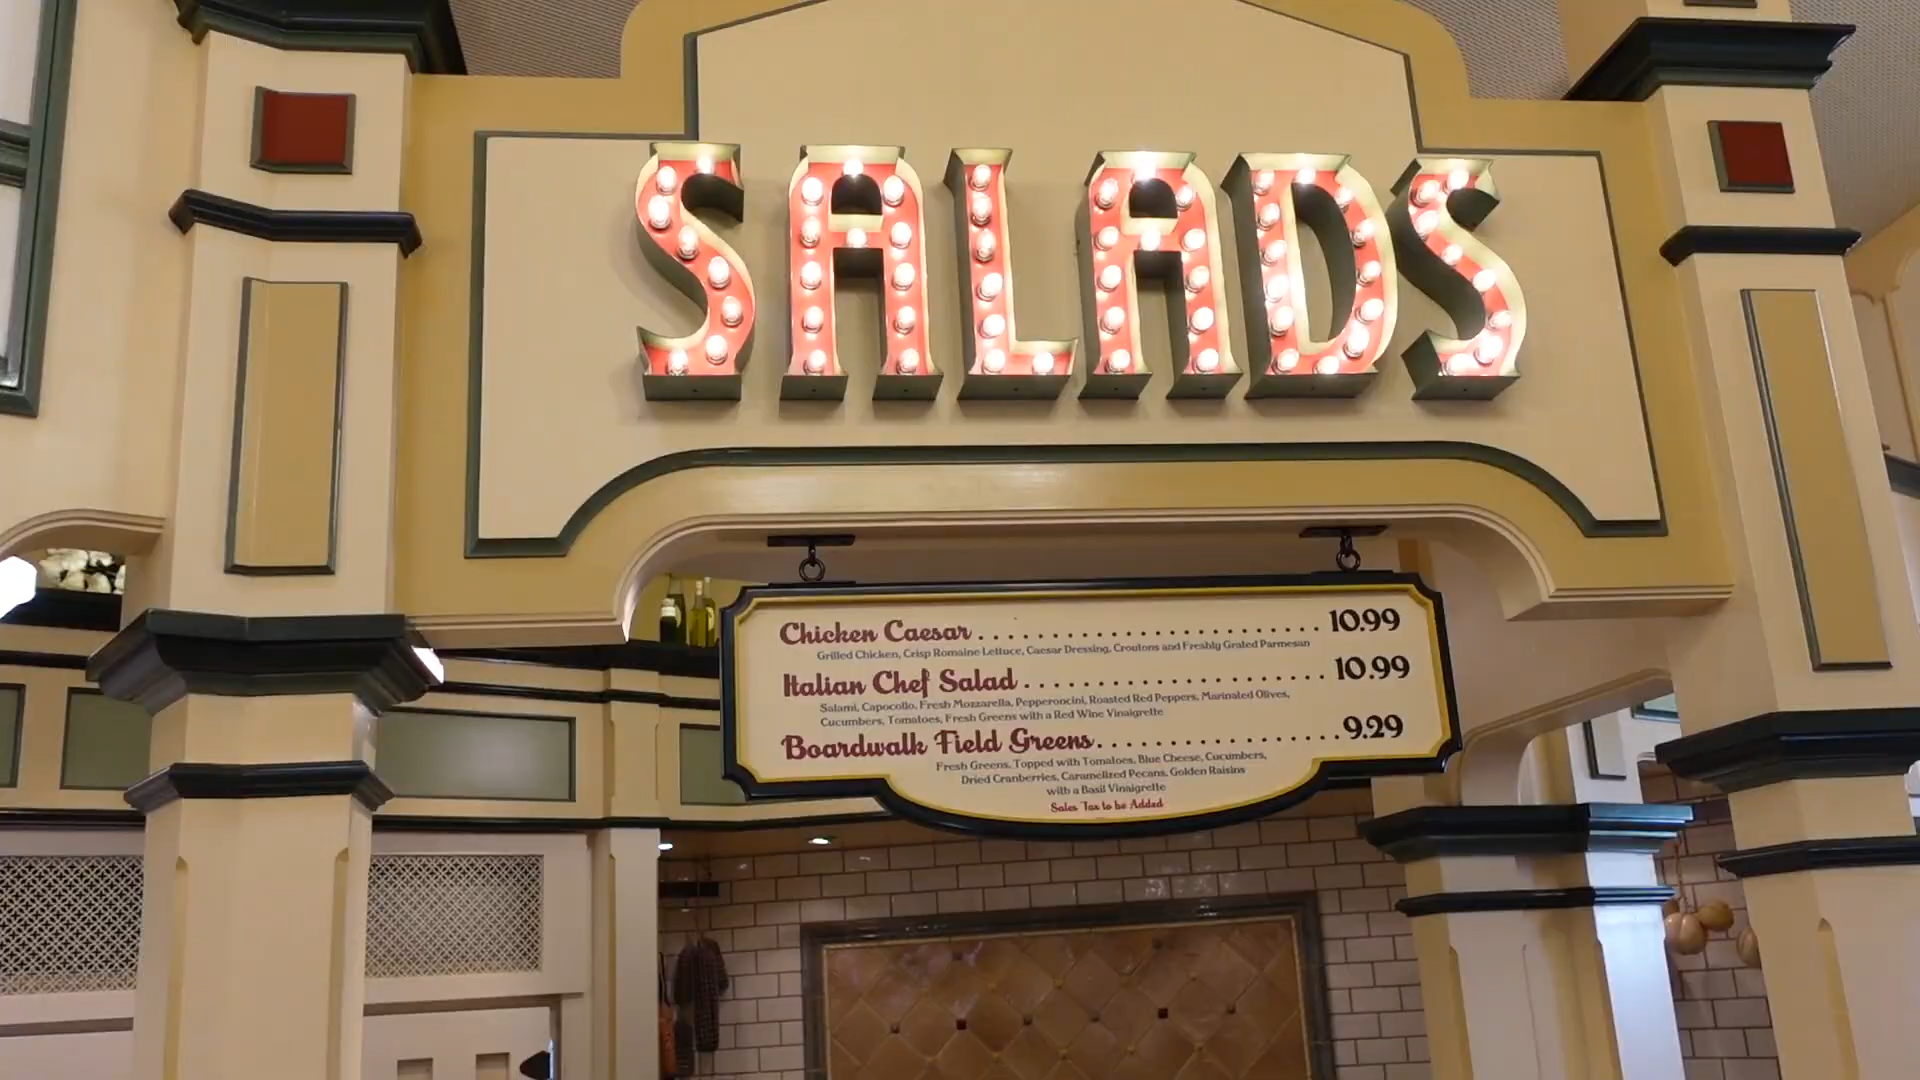 SALADS
Chicken Caesar ........................ 10.99
Grilled Chicken, Crisp Romaine Lettuce, Caesar Dressing, Croutons and Freshly Grated Parmesan
Italian Chef Salad ..................... 10.99
Salami, Capocollo, Fresh Mozzarella, Pepperoncini, Roasted Red Peppers, Marinated Olives,
Cucumbers, Tomatoes, Fresh Greens with a Red Wine Vinaigrette
Boardwalk Field Greens ................. 9.29
Fresh Greens, Topped with Tomatoes, Blue Cheese, Cucumbers,
Dried Cranberries, Caramelized Pecans, Golden Raisins
with a Basil Vinaigrette
Sales Tax to be Added